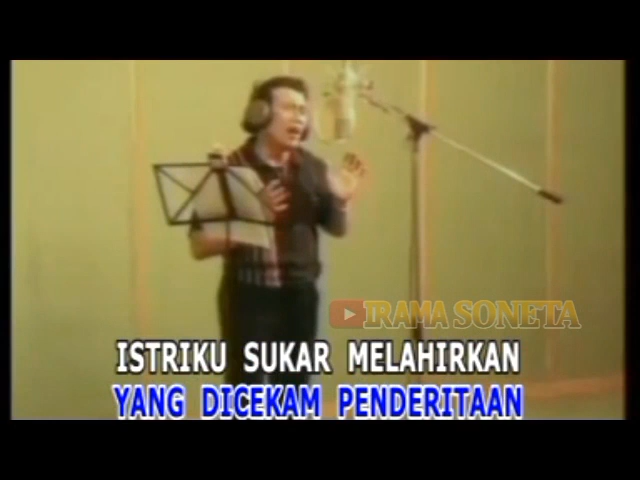 IRAMA SONETA
ISTRIKU SUKAR MELAHIRKAN
YANG DICEKAM PENDERITAAN